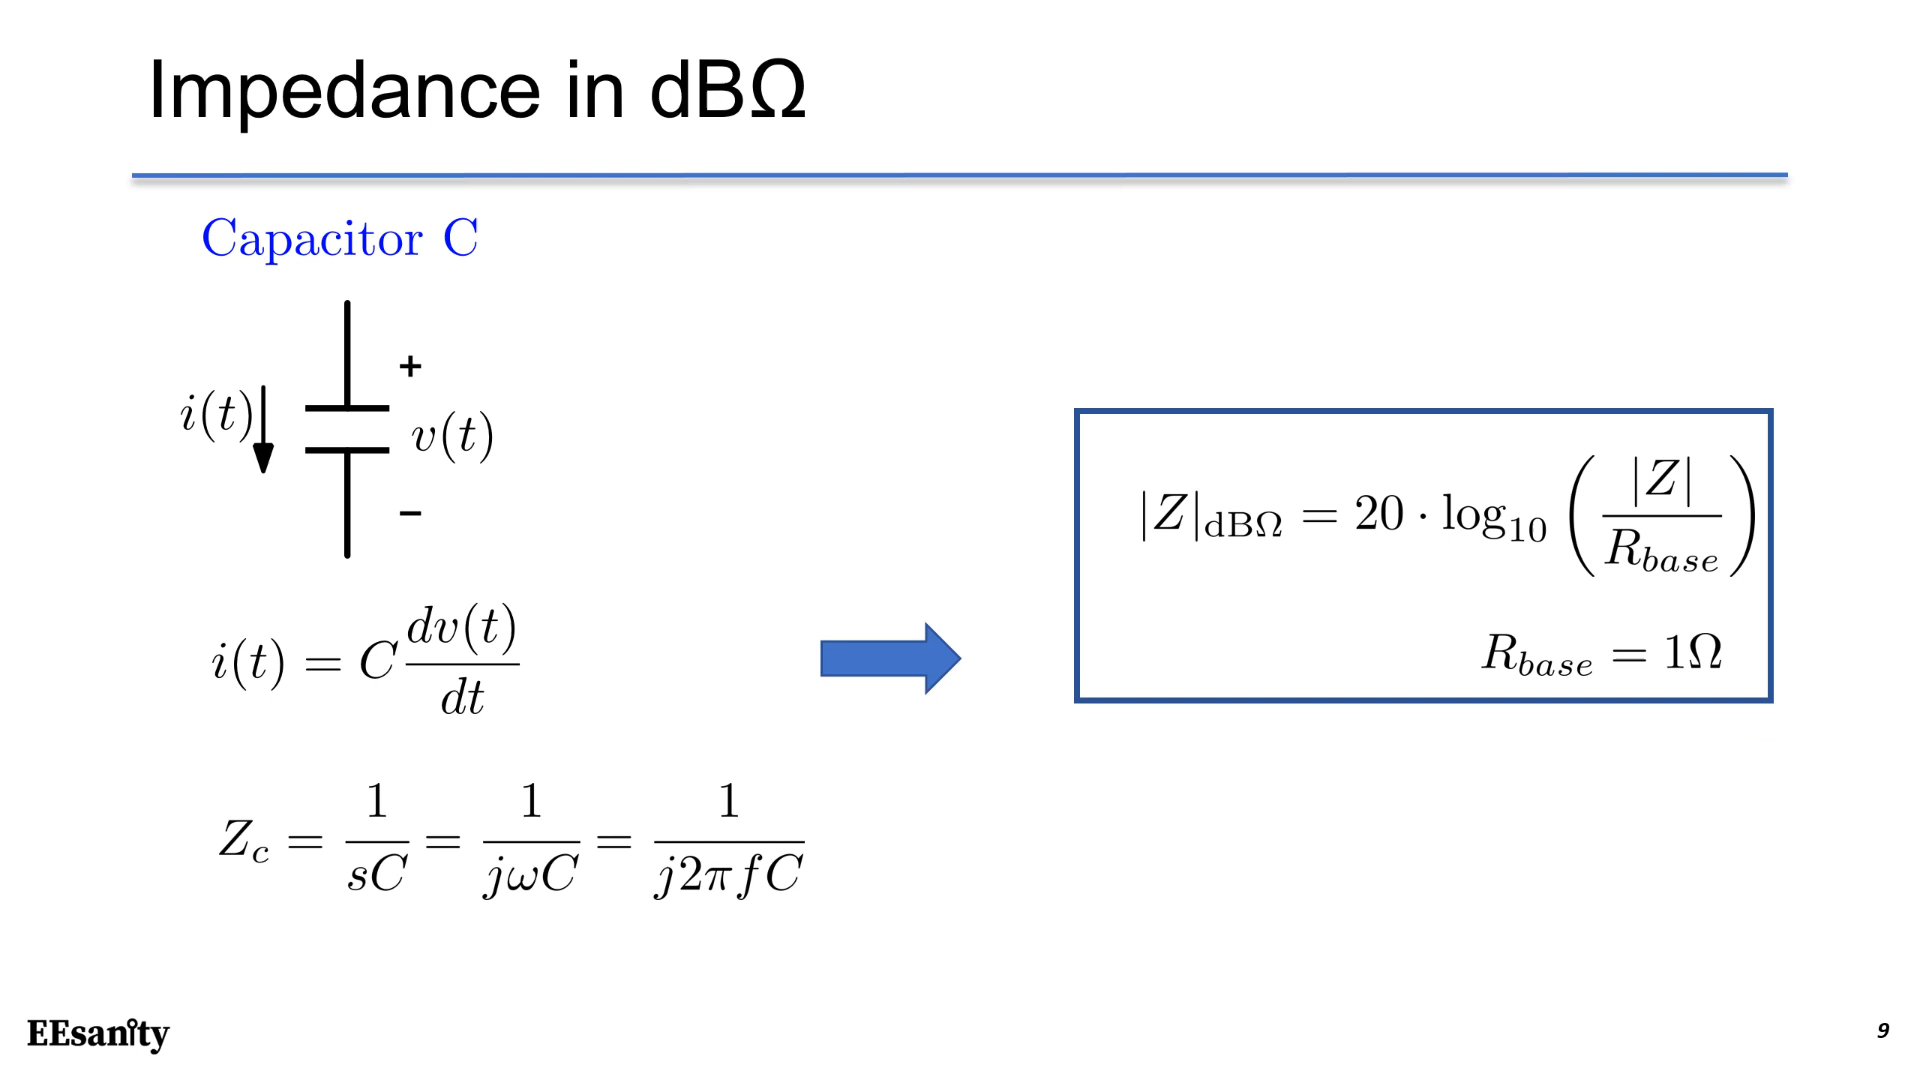 Impedance in dBΩ
Capacitor C
+
i(t)
v(t)
−
i(t) = C dv(t)/dt
Z_c = 1/sC = 1/jωC = 1/j2πfC
|Z|_dBΩ = 20 · log_10 (|Z|/R_base)
R_base = 1Ω
EEsanity
9